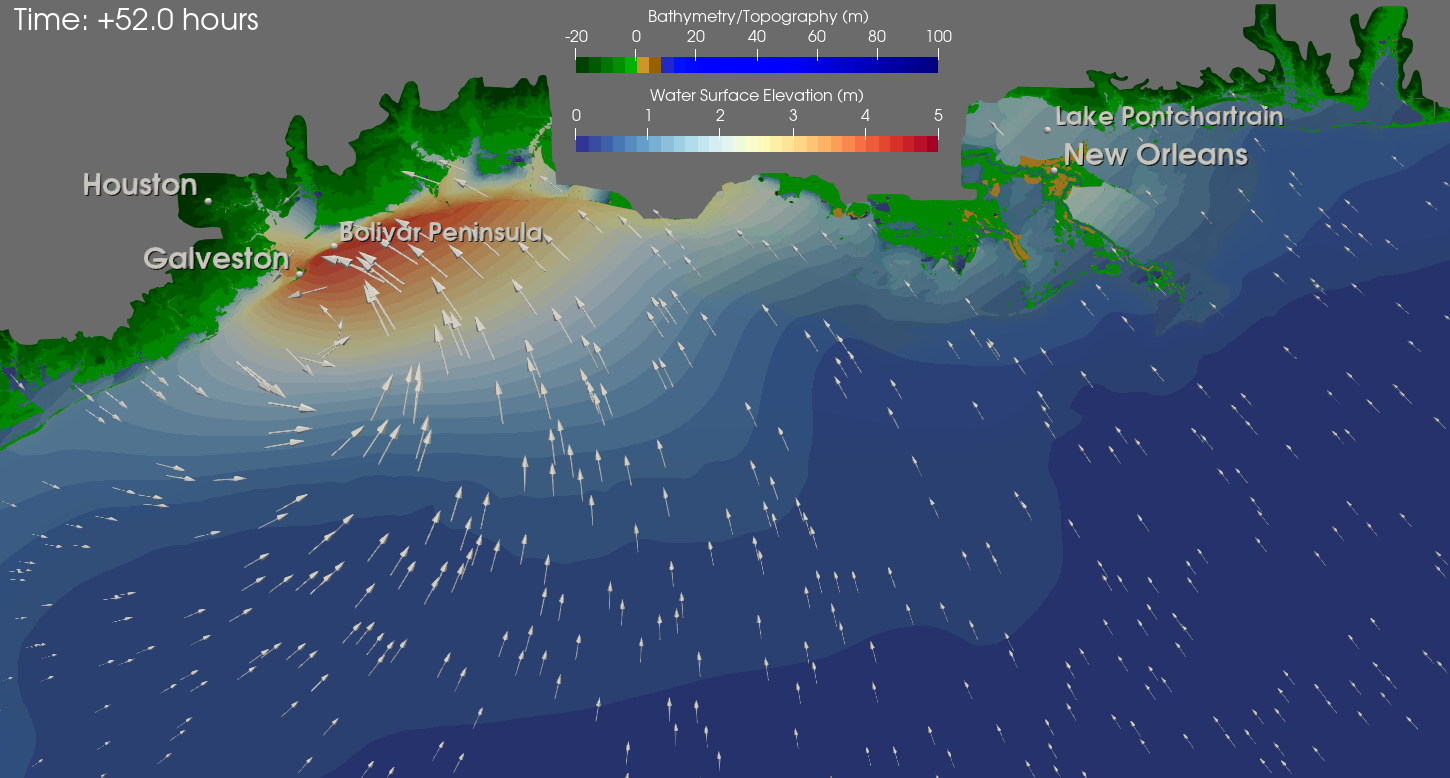 Time: +52.0 hours
Bathymetry/Topography (m)
-20 0 20 40 60 80 100
Water Surface Elevation (m)
0 1 2 3 4 5
Lake Pontchartrain
New Orleans
Houston
Bolivar Peninsula
Galveston